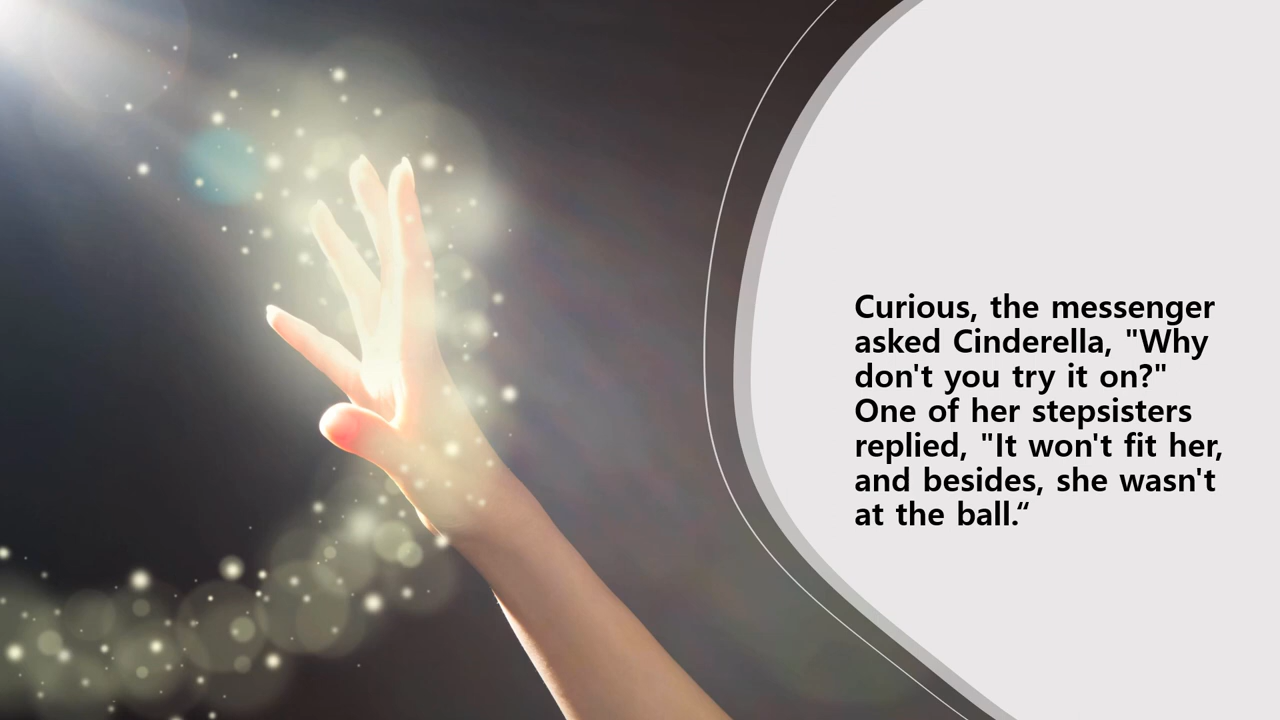 Curious, the messenger
asked Cinderella, "Why
don't you try it on?"
One of her stepsisters
replied, "It won't fit her,
and besides, she wasn't
at the ball.“